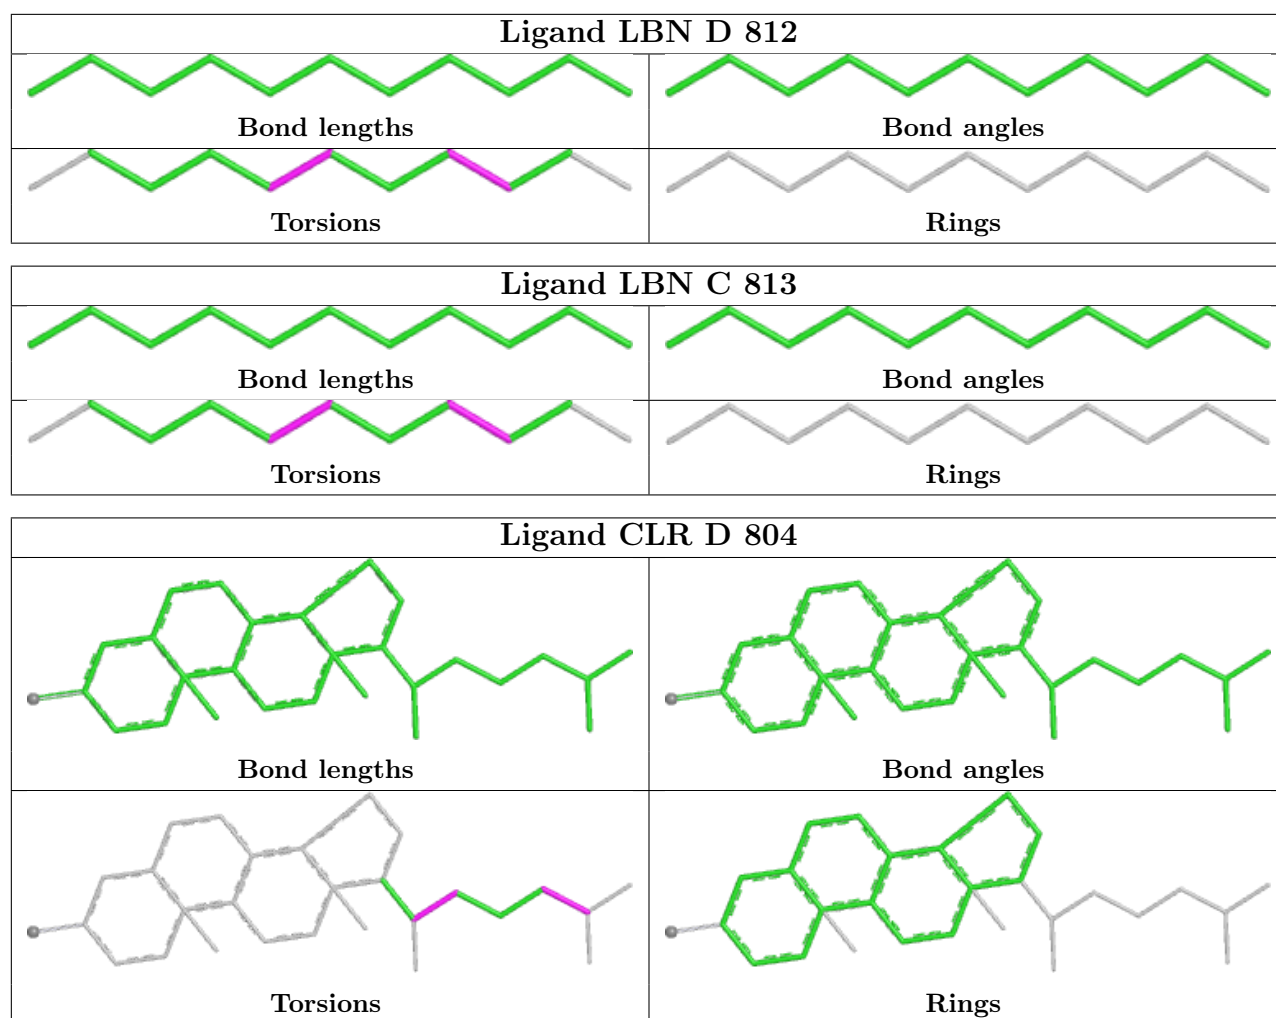 Ligand LBN D 812
Bond lengths Bond angles
Torsions Rings
Ligand LBN C 813
Bond lengths Bond angles
Torsions Rings
Ligand CLR D 804
Bond lengths Bond angles
Torsions Rings